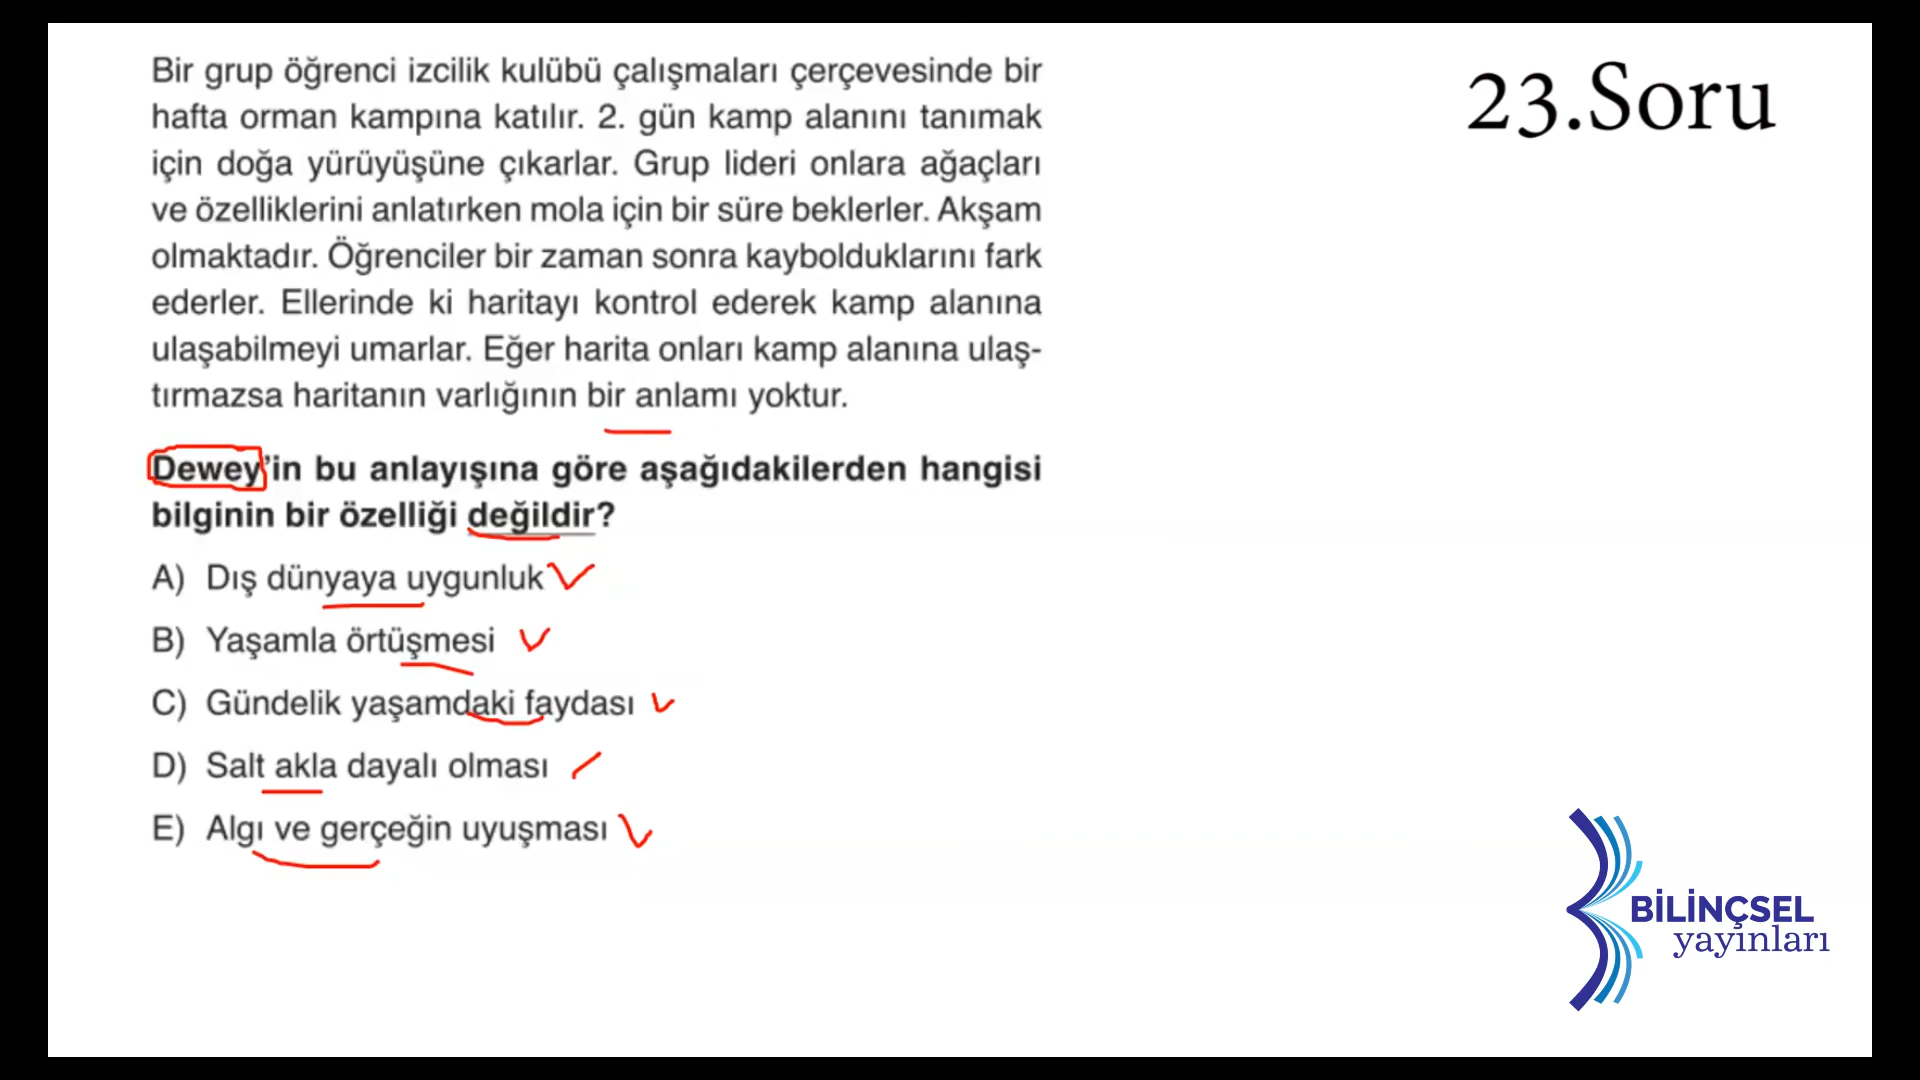 Bir grup öğrenci izcilik kulübü çalışmaları çerçevesinde bir
hafta orman kampına katılır. 2. gün kamp alanını tanımak
için doğa yürüyüşüne çıkarlar. Grup lideri onlara ağaçları
ve özelliklerini anlatırken mola için bir süre beklerler. Akşam
olmaktadır. Öğrenciler bir zaman sonra kaybolduklarını fark
ederler. Ellerinde ki haritayı kontrol ederek kamp alanına
ulaşabilmeyi umarlar. Eğer harita onları kamp alanına ulaş-
tırmazsa haritanın varlığının bir anlamı yoktur.
Dewey'in bu anlayışına göre aşağıdakilerden hangisi
bilginin bir özelliği değildir?
A) Dış dünyaya uygunluk
B) Yaşamla örtüşmesi
C) Gündelik yaşamdaki faydası
D) Salt akla dayalı olması
E) Algı ve gerçeğin uyuşması
23.Soru
BİLİNÇSEL
yayınları